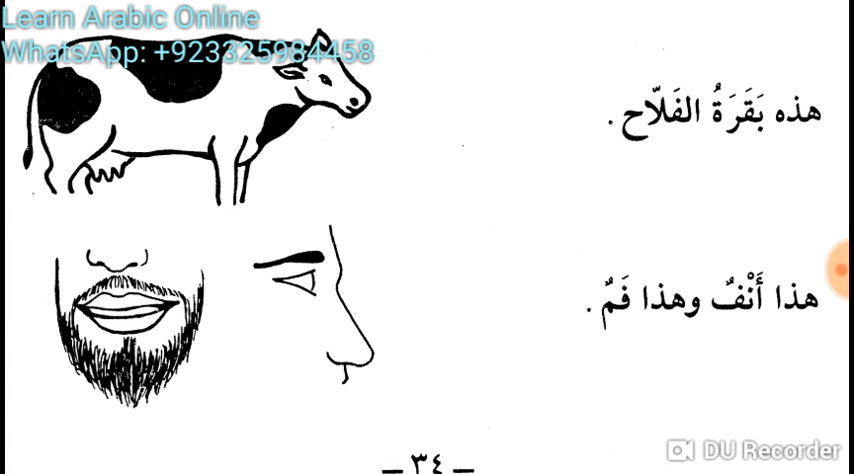 Learn Arabic Online
WhatsApp: +923325984458
هذه بَقَرَةُ الفَلّاح .
هذا أَنْفٌ وهذا فَمٌ .
— ٣٤ —
DU Recorder